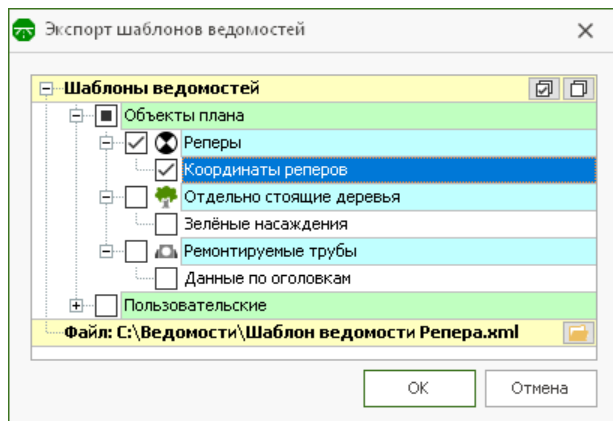 Экспорт шаблонов ведомостей
Шаблоны ведомостей
Объекты плана
Реперы
Координаты реперов
Отдельно стоящие деревья
Зелёные насаждения
Ремонтируемые трубы
Данные по оголовкам
Пользовательские
Файл: C:\Ведомости\Шаблон ведомости Репера.xml
ОК Отмена